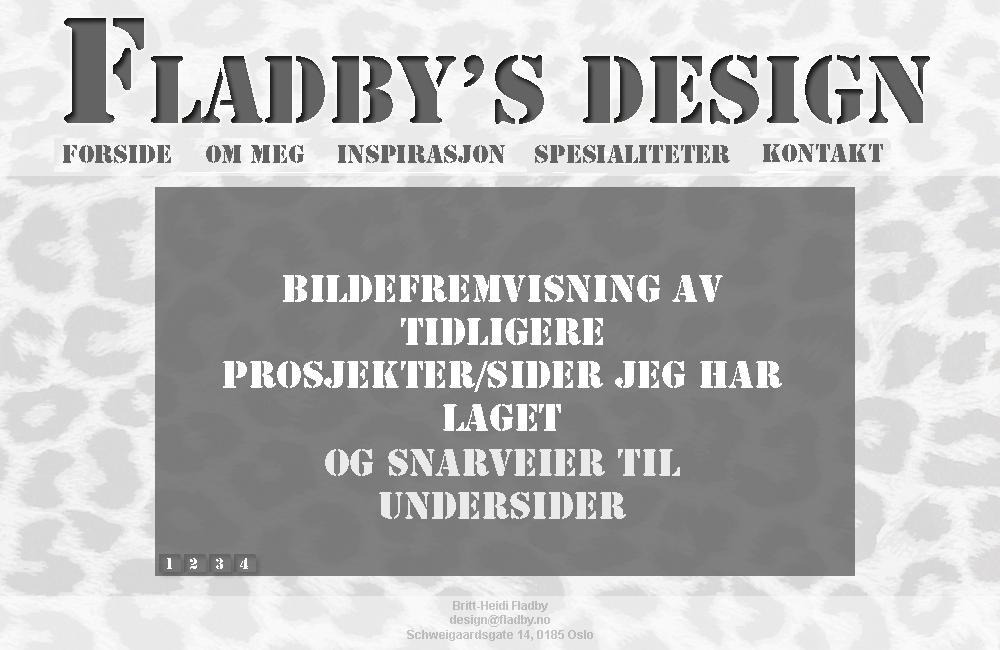 FLADBY'S DESIGN
FORSIDE OM MEG INSPIRASJON SPESIALITETER KONTAKT
BILDEFREMVISNING AV
TIDLIGERE
PROSJEKTER/SIDER JEG HAR
LAGET
OG SNARVEIER TIL
UNDERSIDER
1 2 3 4
Britt-Heidi Fladby
design@fladby.no
Schweigaardsgate 14, 0185 Oslo